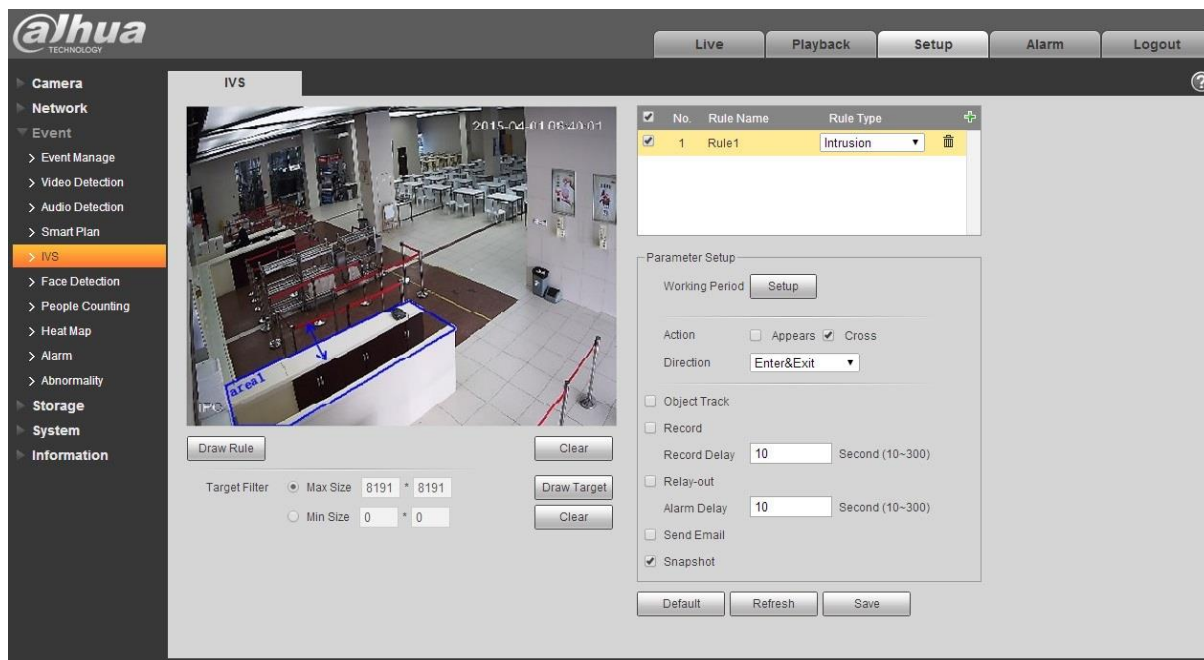 alhua
TECHNOLOGY
Live Playback Setup Alarm Logout
Camera
Network
Event
> Event Manage
> Video Detection
> Audio Detection
> Smart Plan
> IVS
> Face Detection
> People Counting
> Heat Map
> Alarm
> Abnormality
Storage
System
Information
IVS
?
2015-04-01 08:40:01
area1
IPC
Draw Rule Clear
Target Filter Max Size 8191 * 8191 Draw Target
Min Size 0 * 0 Clear
No. Rule Name Rule Type
1 Rule1 Intrusion
Parameter Setup
Working Period Setup
Action Appears Cross
Direction Enter&Exit
Object Track
Record
Record Delay 10 Second (10~300)
Relay-out
Alarm Delay 10 Second (10~300)
Send Email
Snapshot
Default Refresh Save